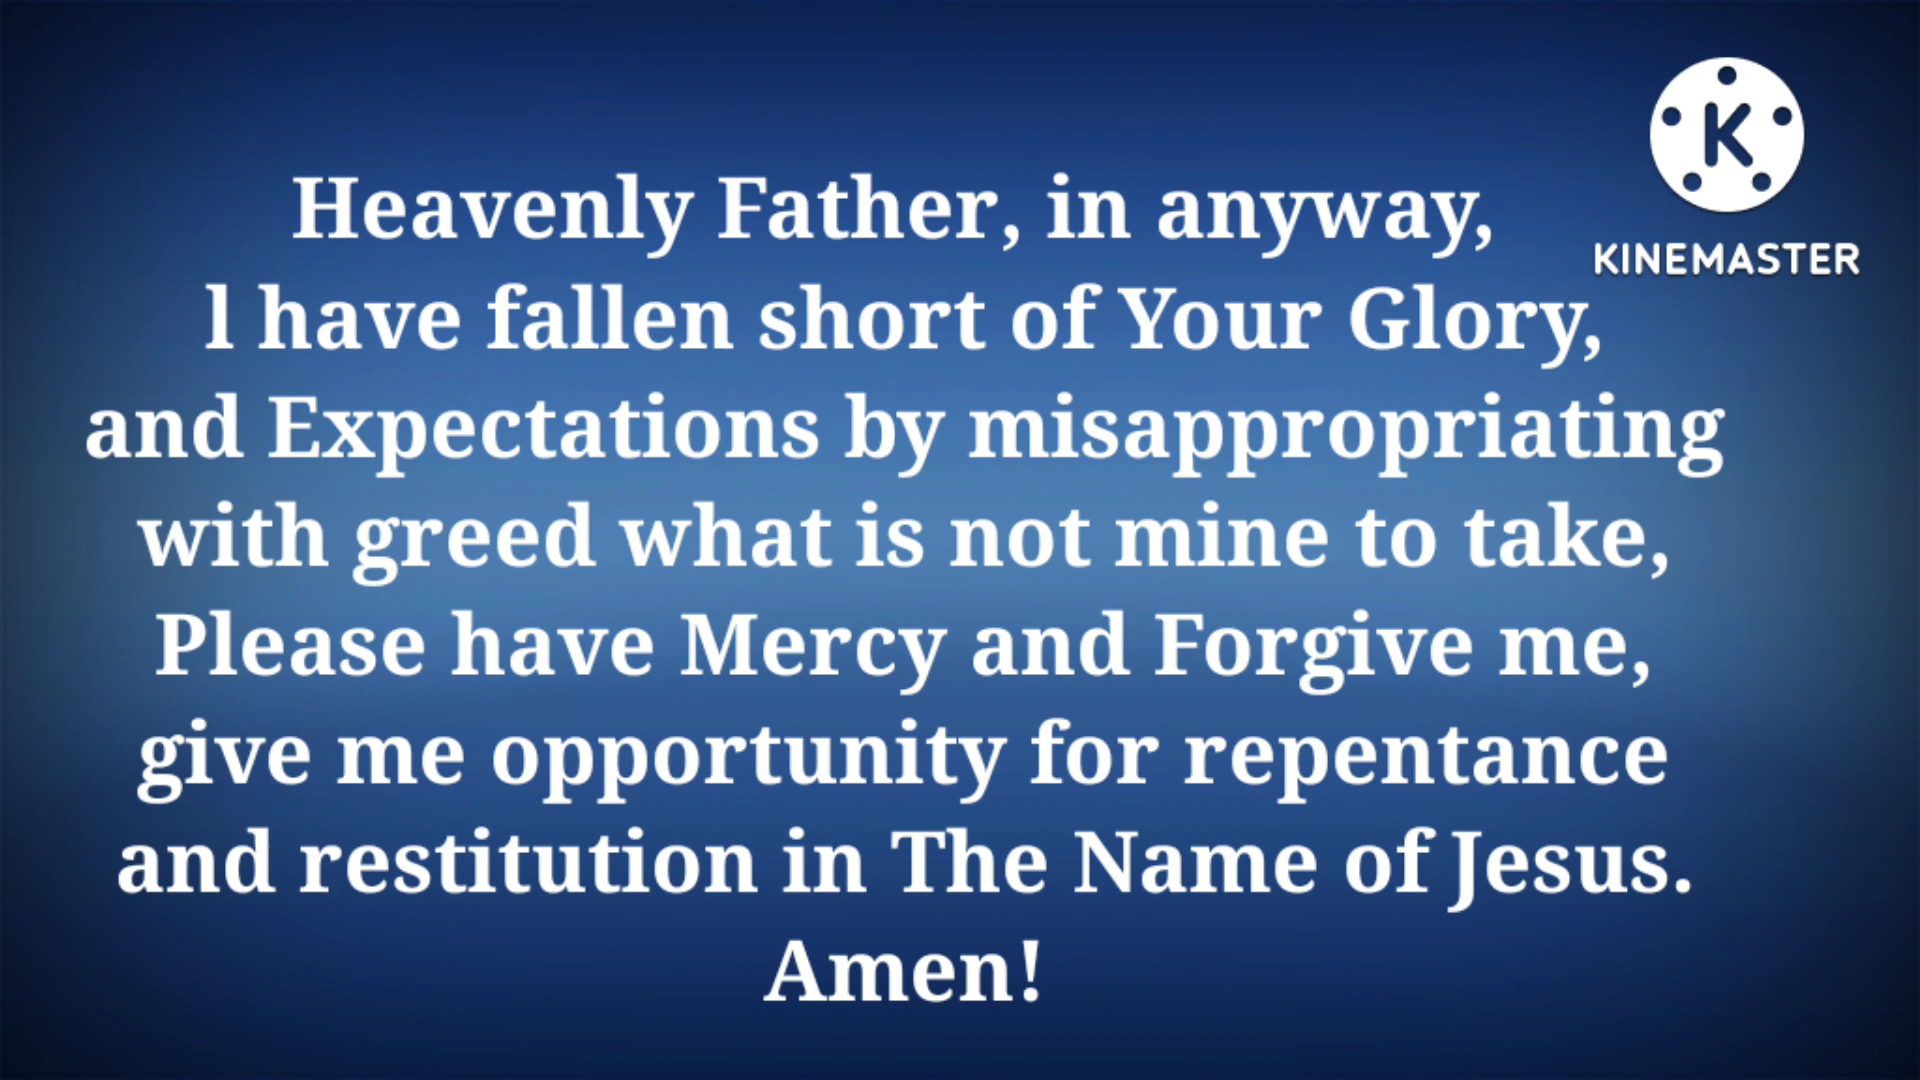 KINEMASTER
Heavenly Father, in anyway,
l have fallen short of Your Glory,
and Expectations by misappropriating
with greed what is not mine to take,
Please have Mercy and Forgive me,
give me opportunity for repentance
and restitution in The Name of Jesus.
Amen!